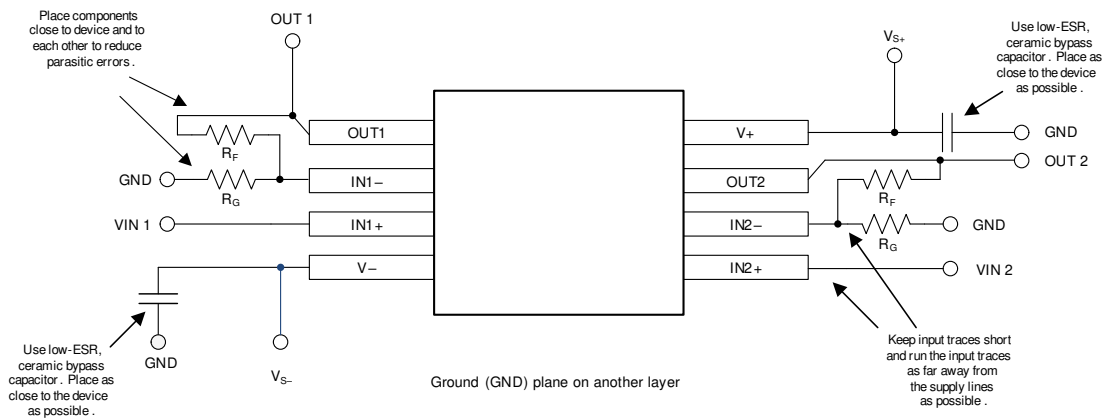 Place components
close to device and to
each other to reduce
parasitic errors .
OUT 1
VS+
Use low-ESR,
ceramic bypass
capacitor . Place as
close to the device
as possible .
OUT1
V+
GND
RF
OUT 2
GND
IN1−
OUT2
RG
RF
VIN 1
IN1+
IN2−
GND
RG
V−
IN2+
VIN 2
GND
Use low-ESR,
ceramic bypass
capacitor . Place as
close to the device
as possible .
VS−
Ground (GND) plane on another layer
Keep input traces short
and run the input traces
as far away from
the supply lines
as possible .